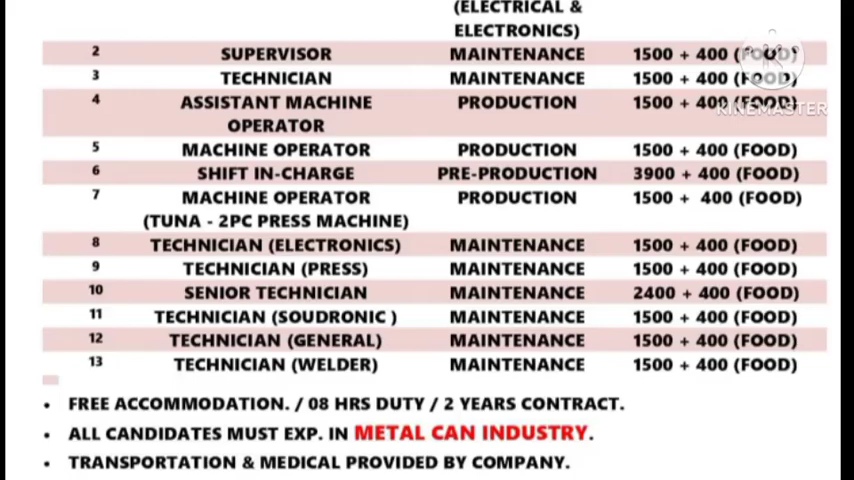 (ELECTRICAL &
ELECTRONICS)
2 SUPERVISOR MAINTENANCE 1500 + 400 (FOOD)
3 TECHNICIAN MAINTENANCE 1500 + 400 (FOOD)
4 ASSISTANT MACHINE PRODUCTION 1500 + 400 (FOOD)
OPERATOR
KINEMASTER
5 MACHINE OPERATOR PRODUCTION 1500 + 400 (FOOD)
6 SHIFT IN-CHARGE PRE-PRODUCTION 3900 + 400 (FOOD)
7 MACHINE OPERATOR PRODUCTION 1500 + 400 (FOOD)
(TUNA - 2PC PRESS MACHINE)
8 TECHNICIAN (ELECTRONICS) MAINTENANCE 1500 + 400 (FOOD)
9 TECHNICIAN (PRESS) MAINTENANCE 1500 + 400 (FOOD)
10 SENIOR TECHNICIAN MAINTENANCE 2400 + 400 (FOOD)
11 TECHNICIAN (SOUDRONIC ) MAINTENANCE 1500 + 400 (FOOD)
12 TECHNICIAN (GENERAL) MAINTENANCE 1500 + 400 (FOOD)
13 TECHNICIAN (WELDER) MAINTENANCE 1500 + 400 (FOOD)
• FREE ACCOMMODATION. / 08 HRS DUTY / 2 YEARS CONTRACT.
• ALL CANDIDATES MUST EXP. IN METAL CAN INDUSTRY.
• TRANSPORTATION & MEDICAL PROVIDED BY COMPANY.